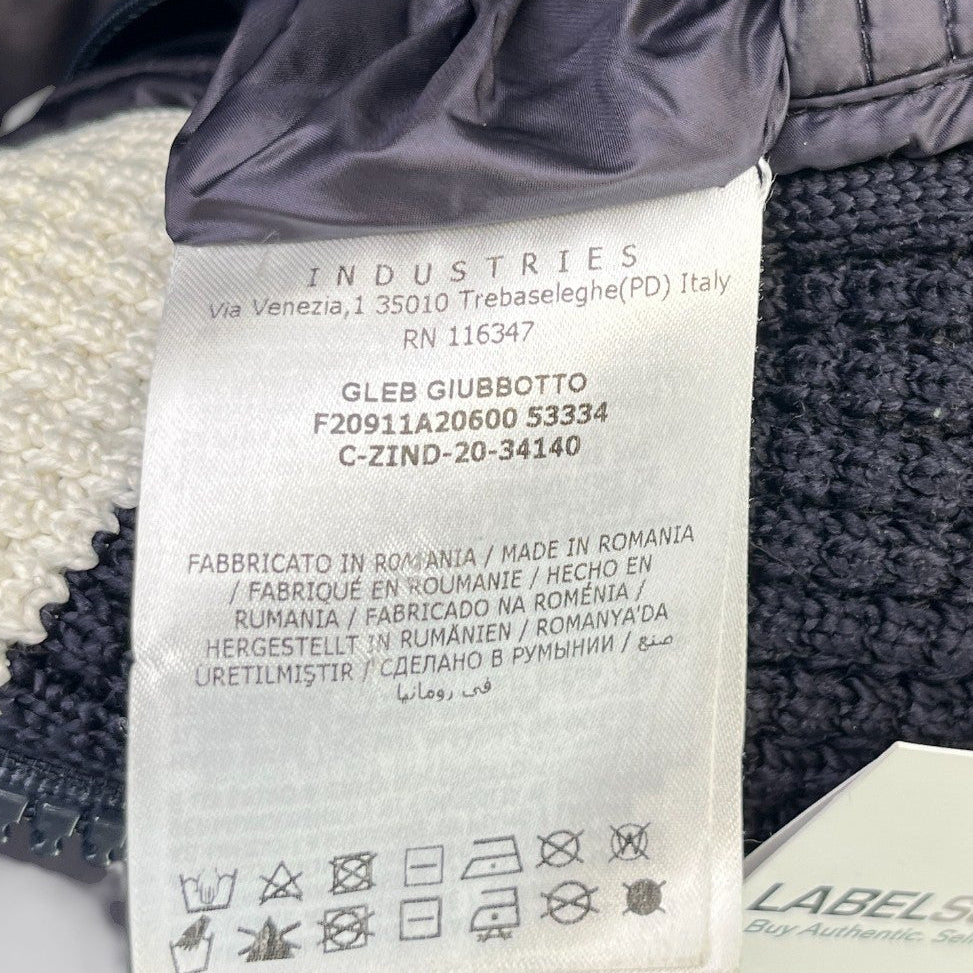 INDUSTRIES
Via Venezia,1 35010 Trebaseleghe(PD) Italy
RN 116347
GLEB GIUBBOTTO
F20911A20600 53334
C-ZIND-20-34140
FABBRICATO IN ROMANIA / MADE IN ROMANIA
/ FABRIQUÉ EN ROUMANIE / HECHO EN
RUMANIA / FABRICADO NA ROMÉNIA /
HERGESTELLT IN RUMÄNIEN / ROMANYA'DA
ÜRETILMIŞTIR / СДЕЛАНО В РУМЫНИИ / صنع
في رومانيا
LABELS
Buy Authentic.